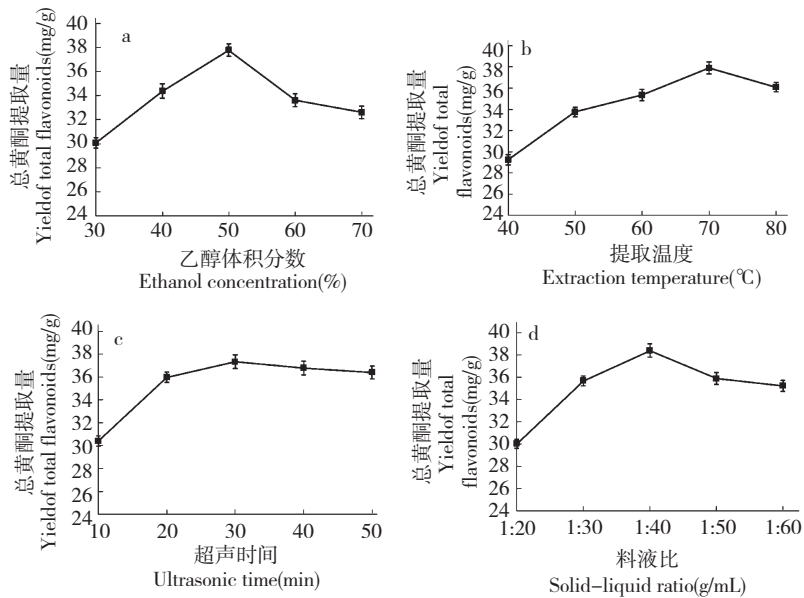 a
总黄酮提取量
Yieldof total flavonoids(mg/g)
40
38
36
34
32
30
28
26
24
30 40 50 60 70
乙醇体积分数
Ethanol concentration(%)
b
总黄酮提取量
Yieldof total
flavonoids(mg/g)
40
38
36
34
32
30
28
26
24
40 50 60 70 80
提取温度
Extraction temperature(℃)
c
总黄酮提取量
Yieldof total flavonoids(mg/g)
40
38
36
34
32
30
28
26
24
10 20 30 40 50
超声时间
Ultrasonic time(min)
d
总黄酮提取量
Yieldof total
flavonoids(mg/g)
40
38
36
34
32
30
28
26
24
1:20 1:30 1:40 1:50 1:60
料液比
Solid-liquid ratio(g/mL)